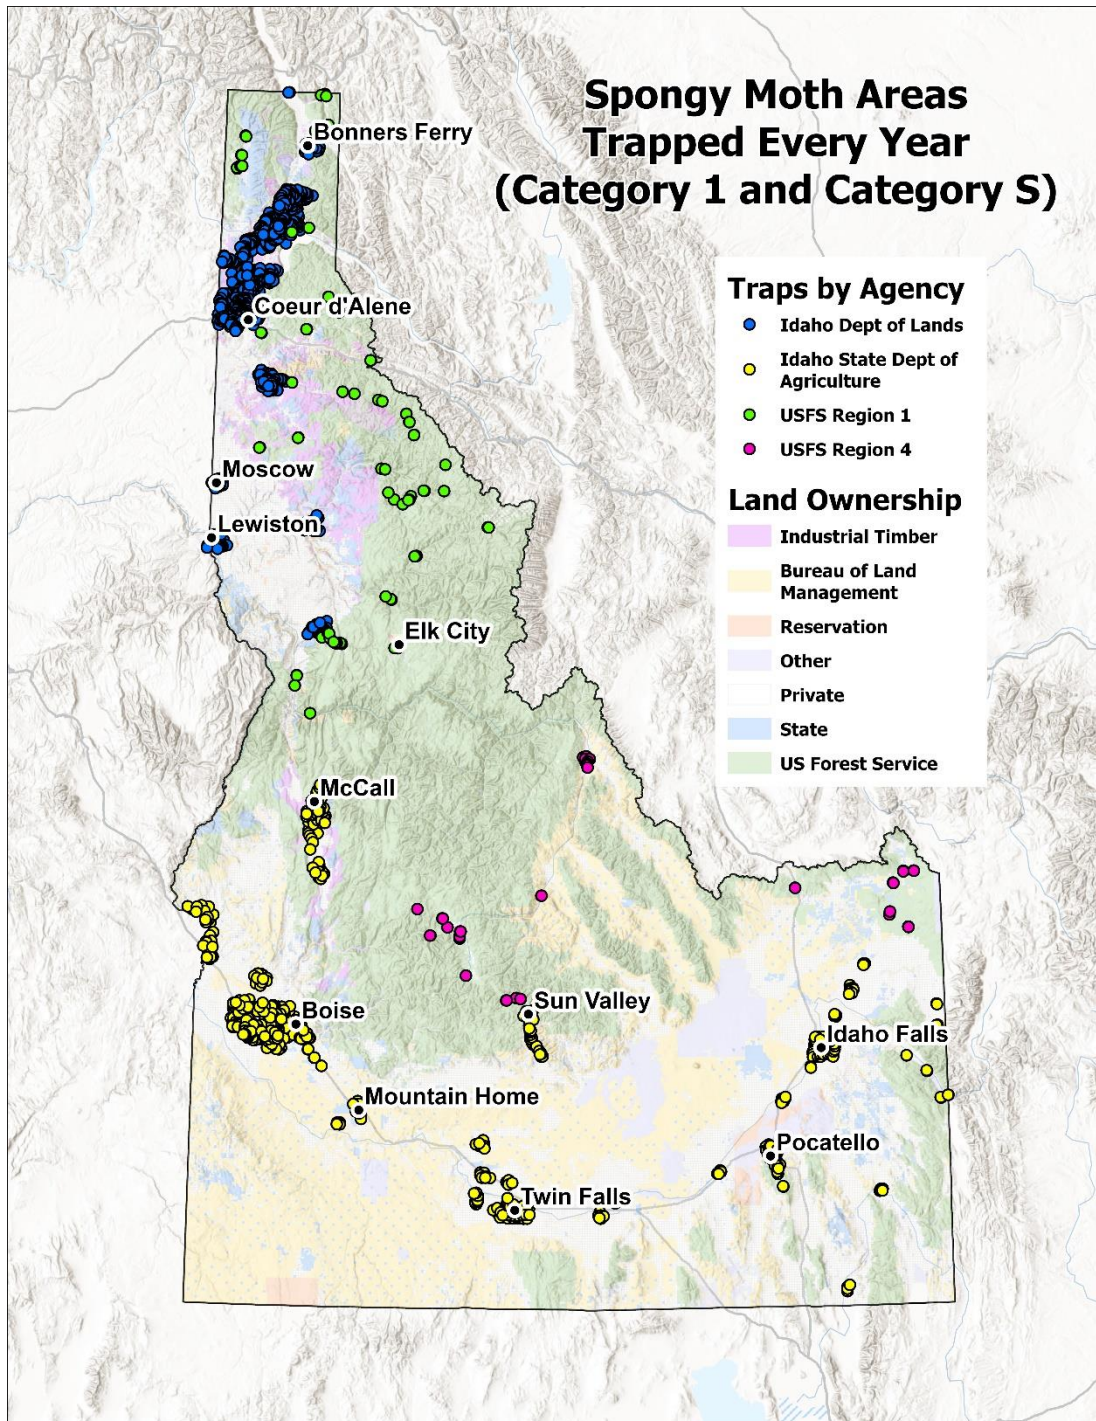 Spongy Moth Areas
Trapped Every Year
(Category 1 and Category S)
Bonners Ferry
Coeur d'Alene
Moscow
Lewiston
Elk City
McCall
Boise
Sun Valley
Idaho Falls
Mountain Home
Pocatello
Twin Falls
Traps by Agency
Idaho Dept of Lands
Idaho State Dept of
Agriculture
USFS Region 1
USFS Region 4
Land Ownership
Industrial Timber
Bureau of Land
Management
Reservation
Other
Private
State
US Forest Service